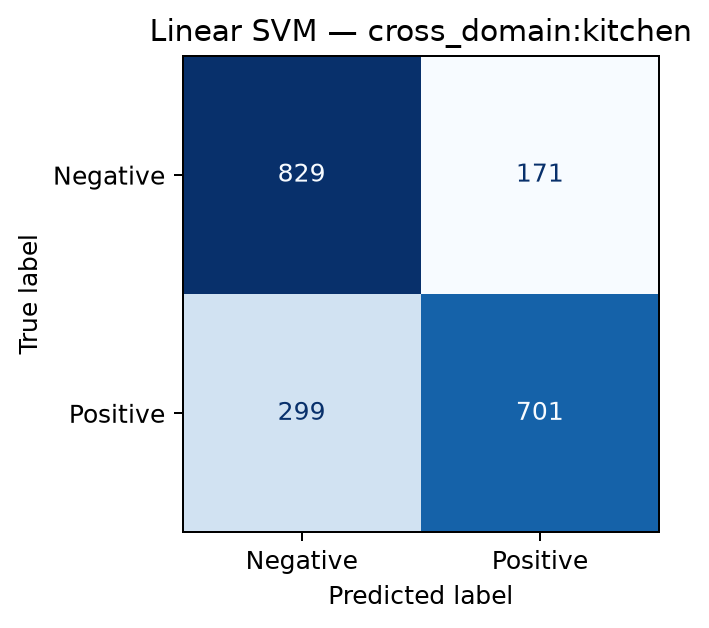 Linear SVM — cross_domain:kitchen
True label
Negative
829
171
Positive
299
701
Negative
Positive
Predicted label